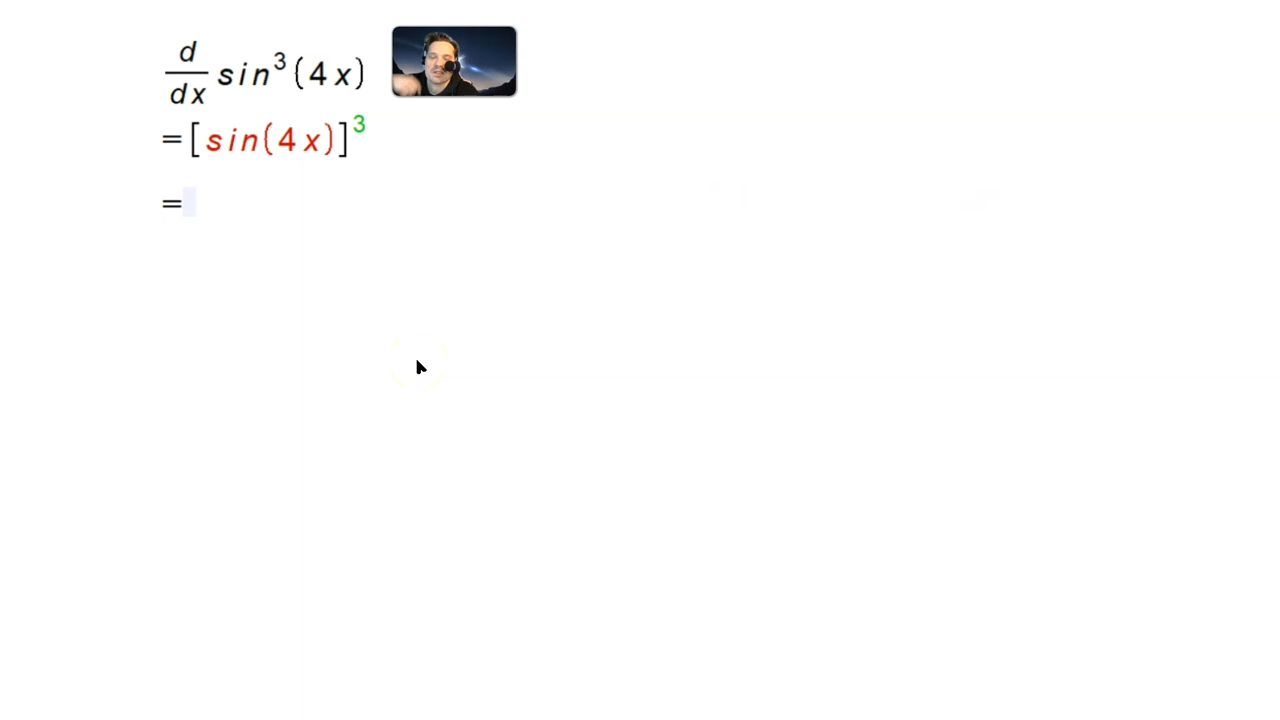 d/dx sin³(4x)
=[sin(4x)]³
=